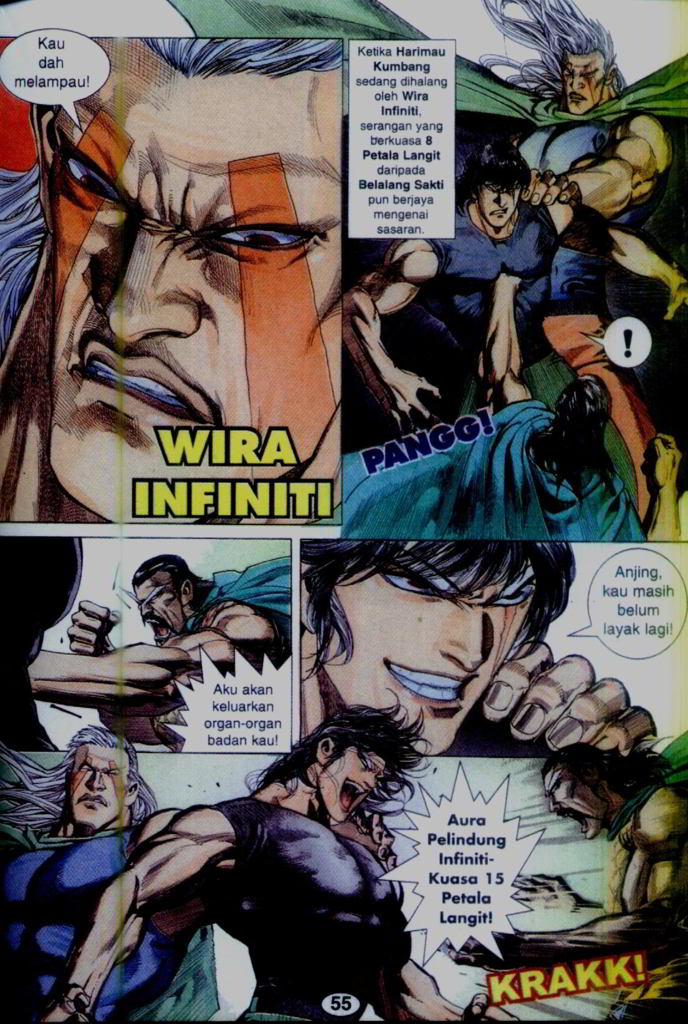 Kau
dah
melampau!
WIRA
INFINITI
Ketika Harimau
Kumbang
sedang dihalang
oleh Wira
Infiniti,
serangan yang
berkuasa 8
Petala Langit
daripada
Belalang Sakti
pun berjaya
mengenai
sasaran.
!
PANGG!
Aku akan
keluarkan
organ-organ
badan kau!
Anjing,
kau masih
belum
layak lagi!
Aura
Pelindung
Infiniti-
Kuasa 15
Petala
Langit!
KRAKK!
55